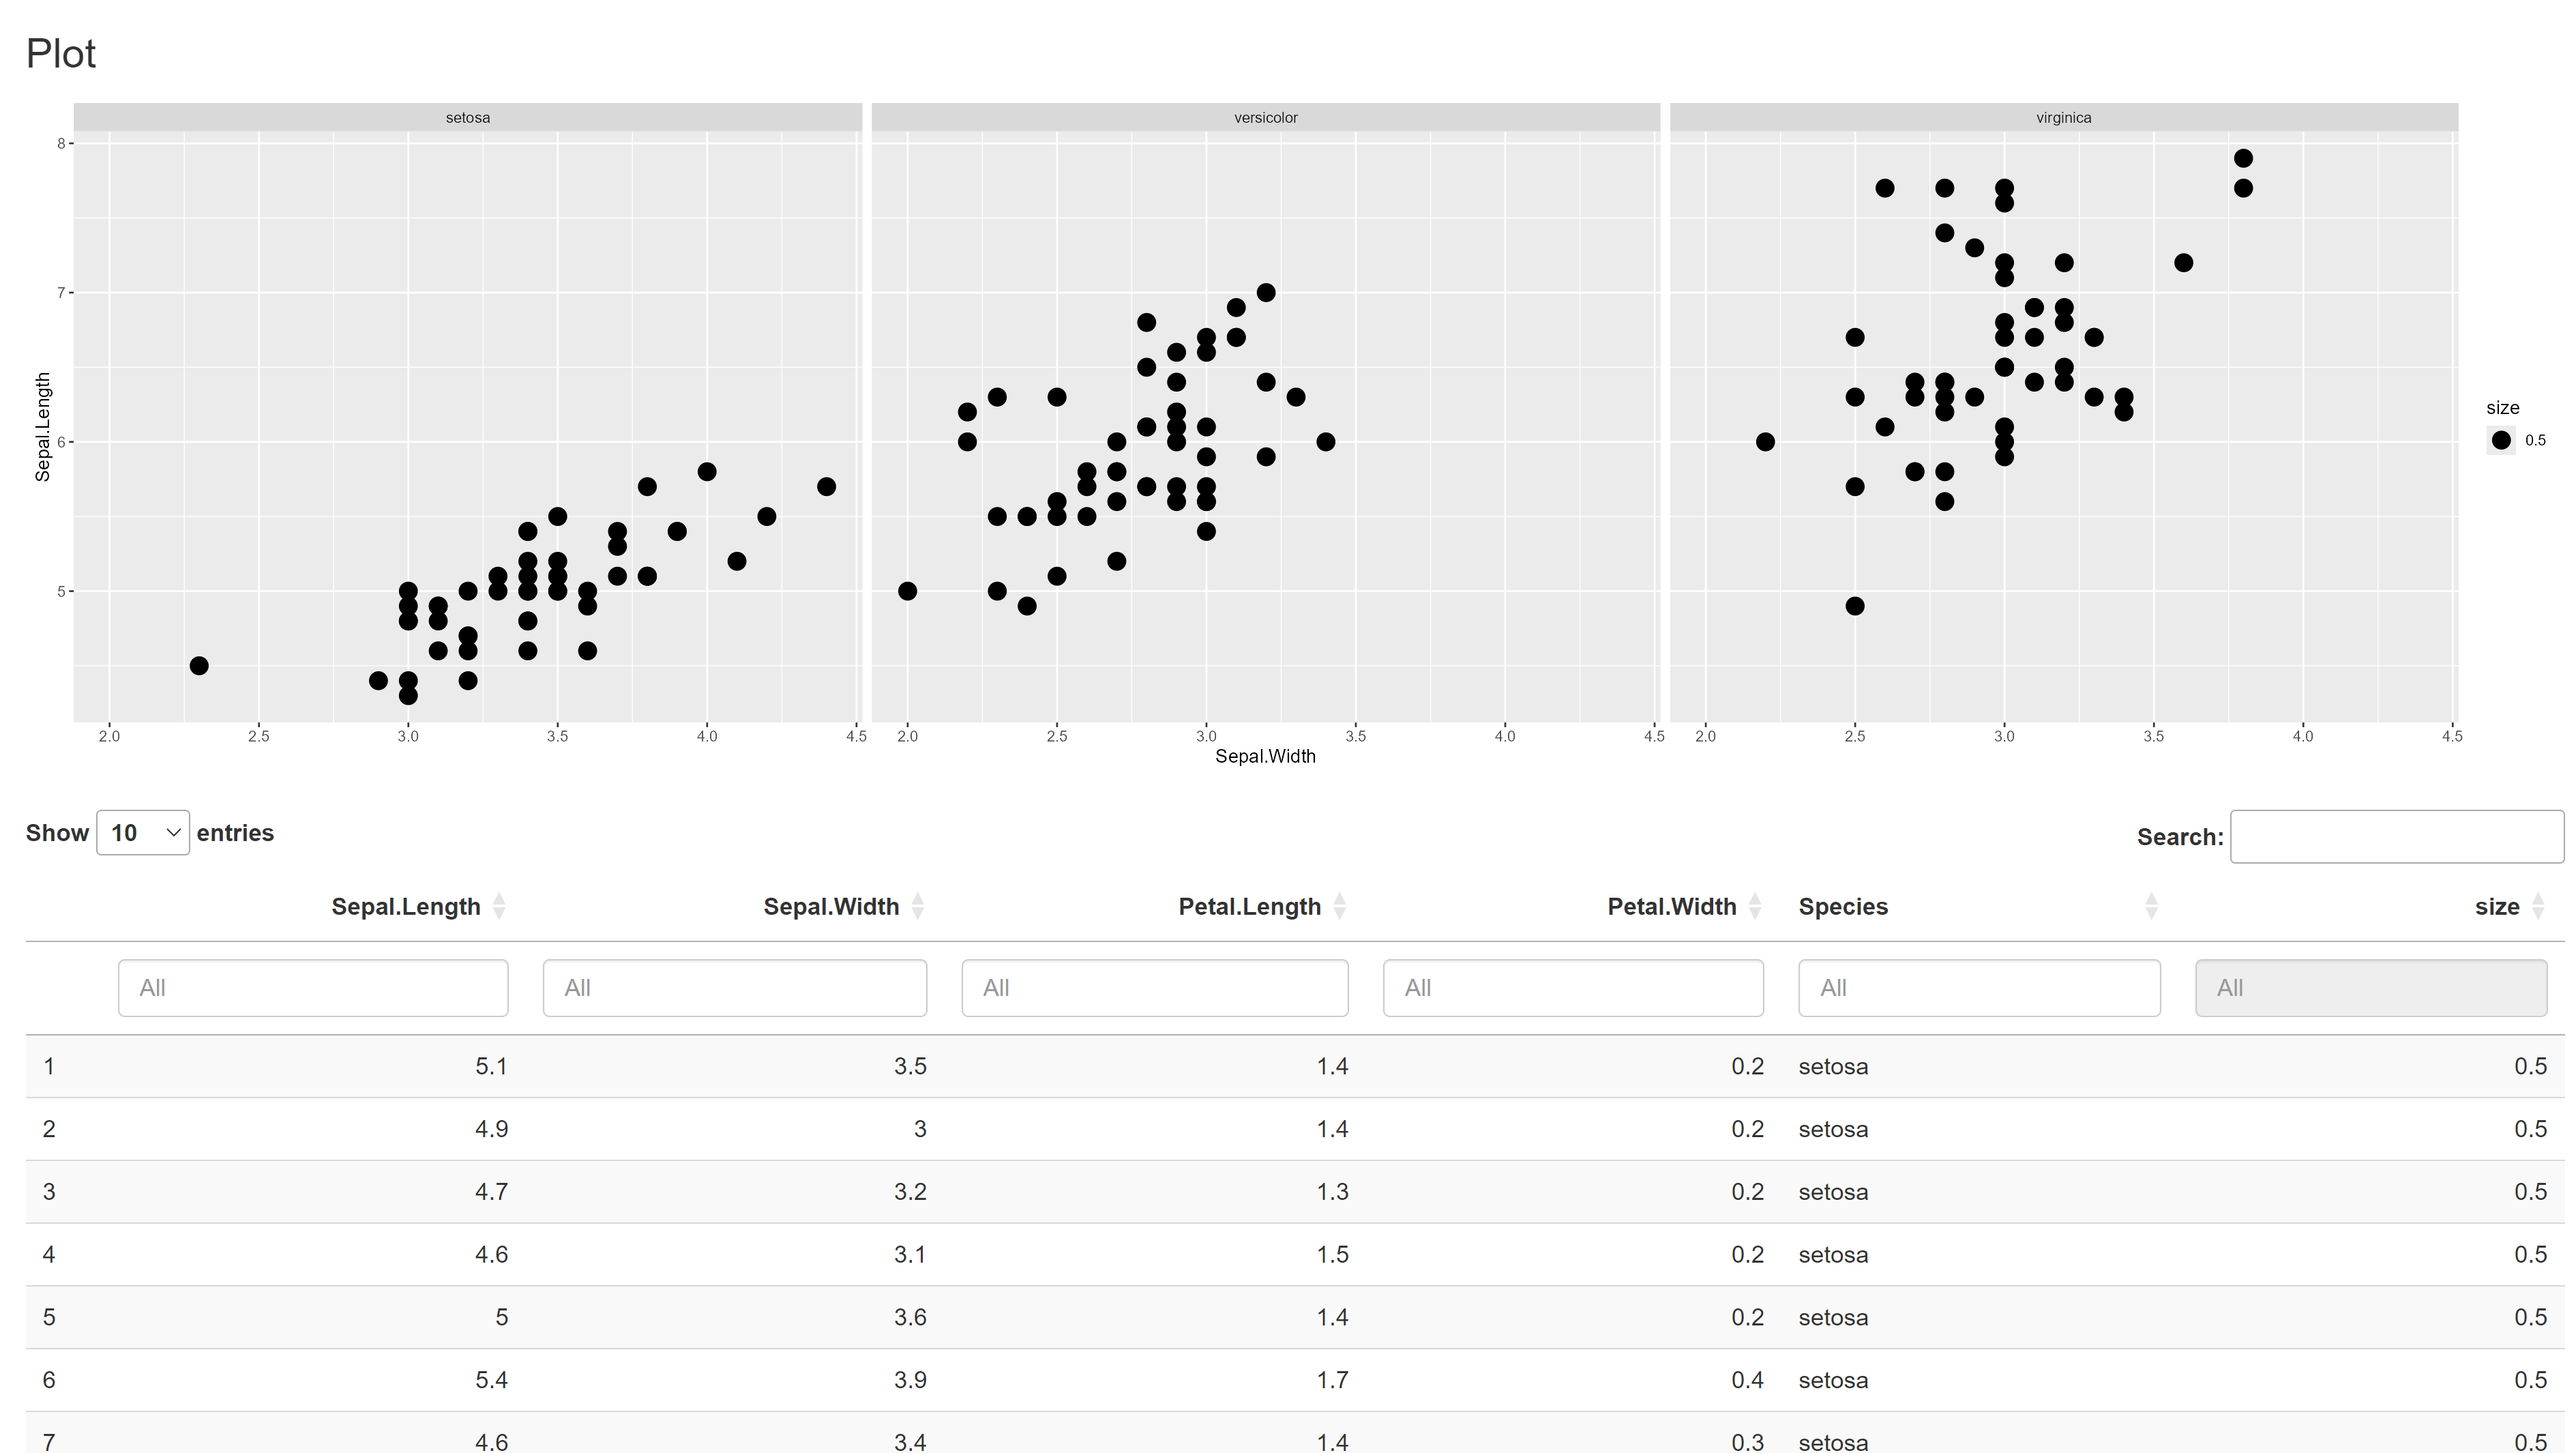 Plot
setosa versicolor virginica
8
7
6
5
Sepal.Length
size
0.5
2.0 2.5 3.0 3.5 4.0 4.5 2.0 2.5 3.0 3.5 4.0 4.5 2.0 2.5 3.0 3.5 4.0 4.5
Sepal.Width
Show 10 entries Search:
Sepal.Length Sepal.Width Petal.Length Petal.Width Species size
All All All All All All
1 5.1 3.5 1.4 0.2 setosa 0.5
2 4.9 3 1.4 0.2 setosa 0.5
3 4.7 3.2 1.3 0.2 setosa 0.5
4 4.6 3.1 1.5 0.2 setosa 0.5
5 5 3.6 1.4 0.2 setosa 0.5
6 5.4 3.9 1.7 0.4 setosa 0.5
7 4.6 3.4 1.4 0.3 setosa 0.5